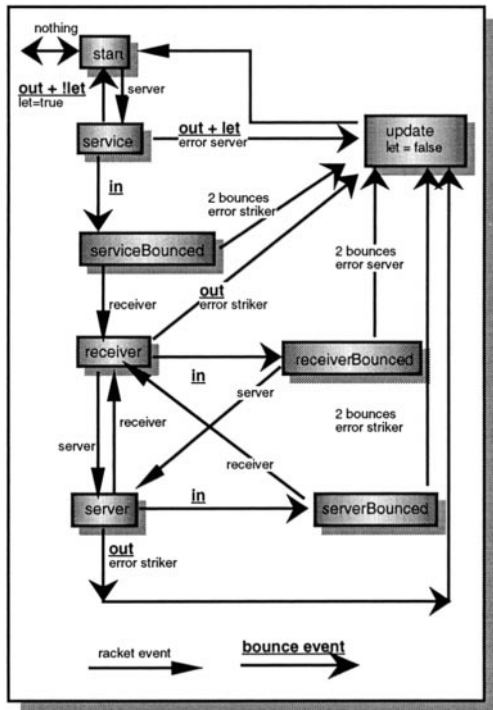 nothing
start
out + !let
let=true
server
service
out + let
error server
update
let = false
in
2 bounces
error striker
serviceBounced
2 bounces
error server
receiver
out
error striker
receiver
in
receiverBounced
server
2 bounces
error striker
receiver
server
receiver
server
in
serverBounced
out
error striker
racket event
bounce event